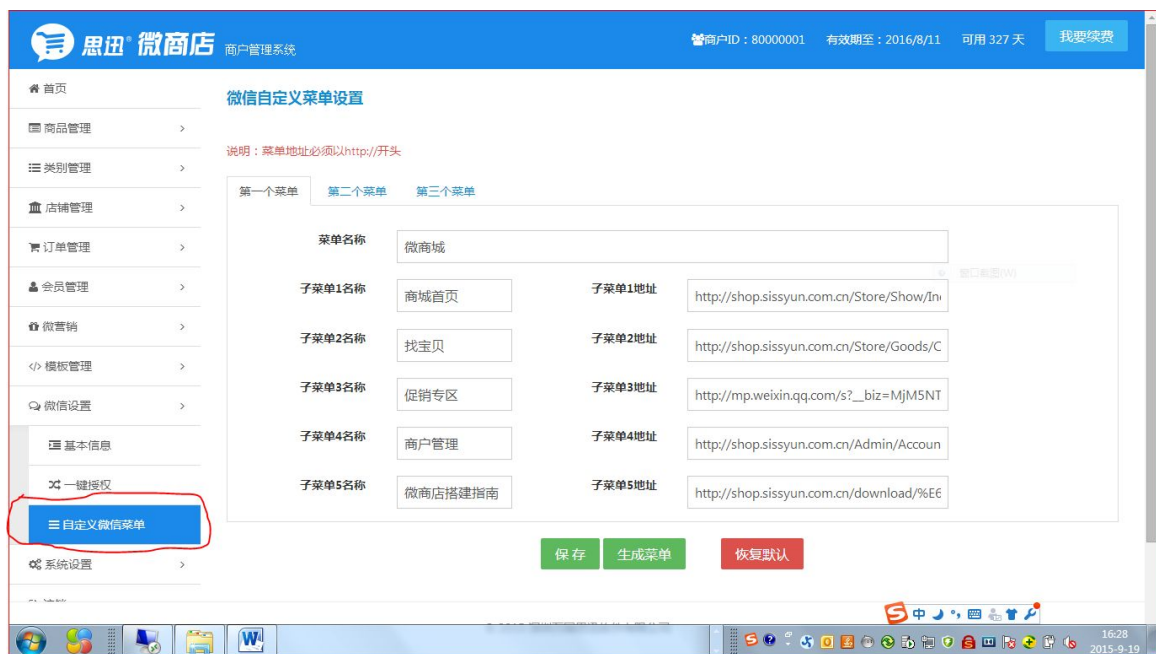 思迅® 微商店 商户管理系统 商户ID：80000001 有效期至：2016/8/11 可用 327 天 我要续费
首页
商品管理
类别管理
店铺管理
订单管理
会员管理
微营销
模板管理
微信设置
基本信息
一键授权
自定义微信菜单
系统设置
微信自定义菜单设置
说明：菜单地址必须以http://开头
第一个菜单 第二个菜单 第三个菜单
菜单名称 微商城
窗口截图(W)
子菜单1名称 商城首页 子菜单1地址 http://shop.sissyun.com.cn/Store/Show/In
子菜单2名称 找宝贝 子菜单2地址 http://shop.sissyun.com.cn/Store/Goods/C
子菜单3名称 促销专区 子菜单3地址 http://mp.weixin.qq.com/s?__biz=MjM5NT
子菜单4名称 商户管理 子菜单4地址 http://shop.sissyun.com.cn/Admin/Accoun
子菜单5名称 微商店搭建指南 子菜单5地址 http://shop.sissyun.com.cn/download/%E6
保 存 生成菜单 恢复默认
中
16:28
2015-9-19